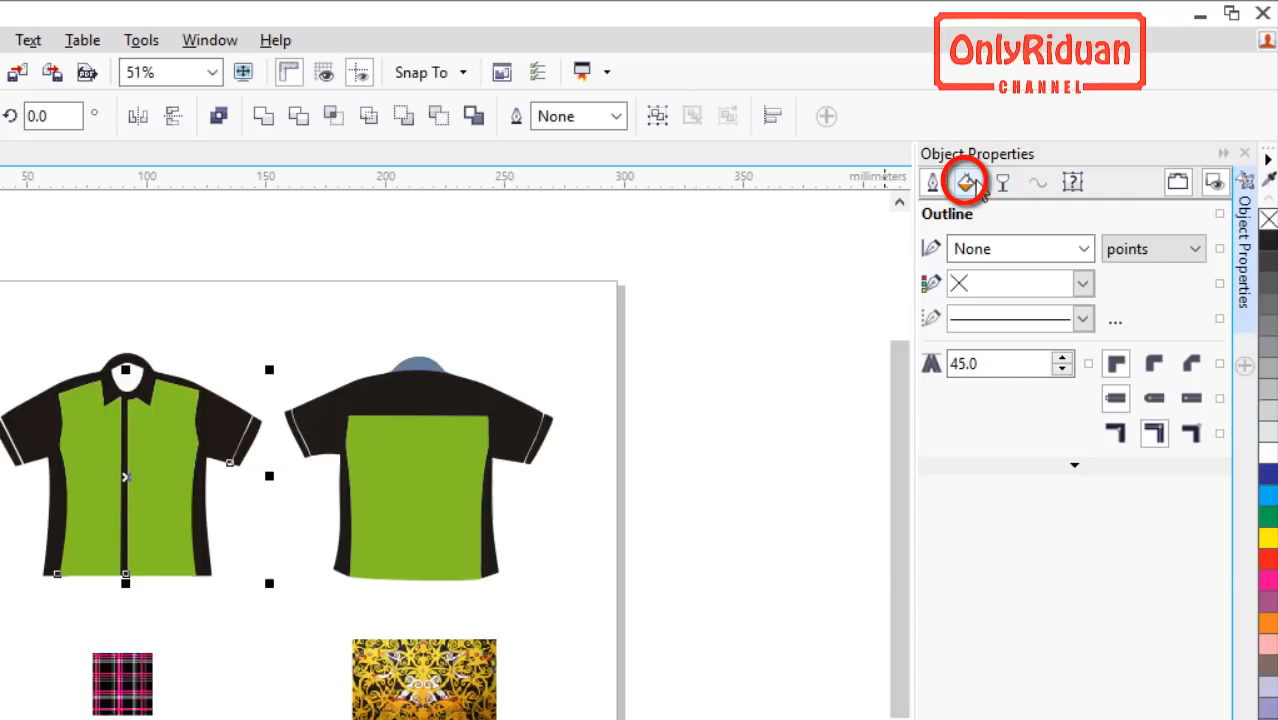 OnlyRiduan
CHANNEL
Text Table Tools Window Help
51% Snap To
0.0 ° None
Object Properties
50 100 150 200 250 300 350 millimeters
Outline
None points
45.0
Object Properties